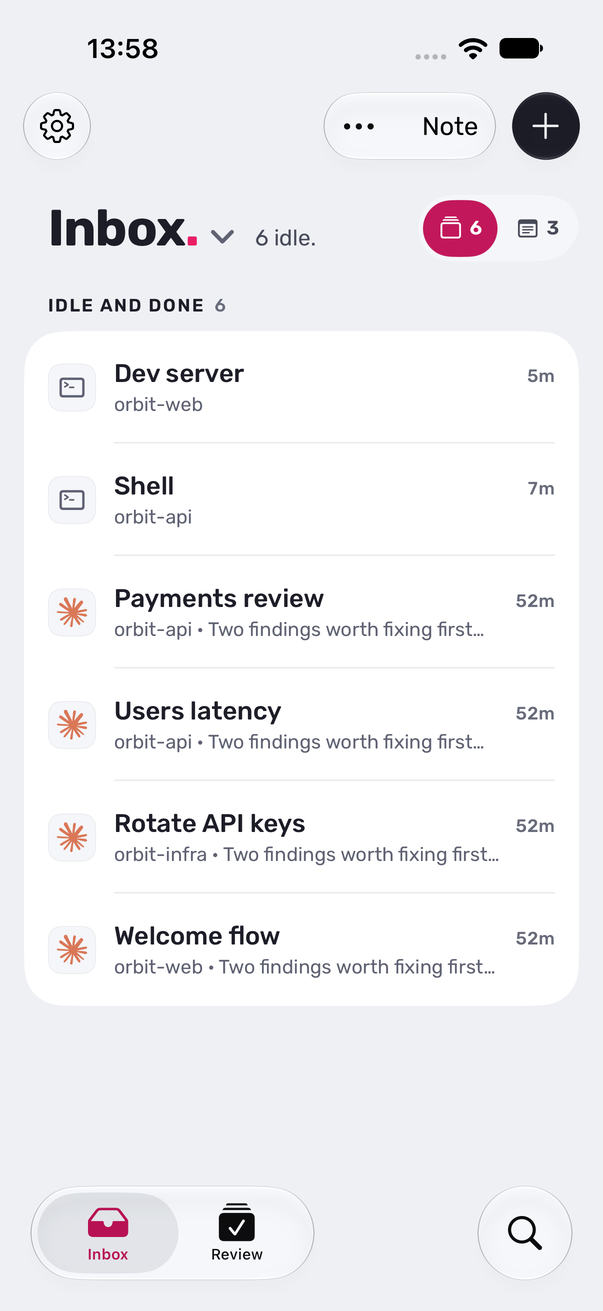 13:58
Note
Inbox.
6 idle.
6
3
IDLE AND DONE 6
Dev server
5m
orbit-web
Shell
7m
orbit-api
Payments review
52m
orbit-api • Two findings worth fixing first…
Users latency
52m
orbit-api • Two findings worth fixing first…
Rotate API keys
52m
orbit-infra • Two findings worth fixing first…
Welcome flow
52m
orbit-web • Two findings worth fixing first…
Inbox
Review